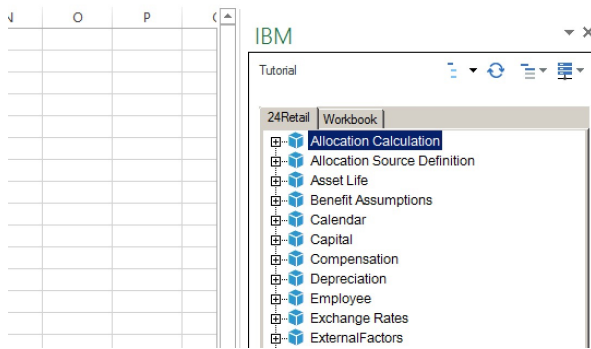 N O P
IBM
Tutorial
24Retail Workbook
Allocation Calculation
Allocation Source Definition
Asset Life
Benefit Assumptions
Calendar
Capital
Compensation
Depreciation
Employee
Exchange Rates
ExternalFactors